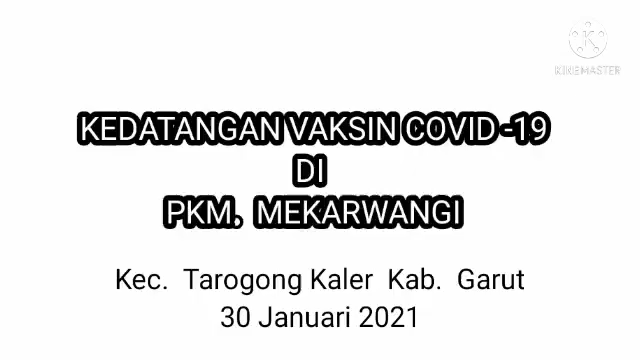 KINEMASTER
KEDATANGAN VAKSIN COVID-19
DI
PKM. MEKARWANGI
Kec. Tarogong Kaler Kab. Garut
30 Januari 2021